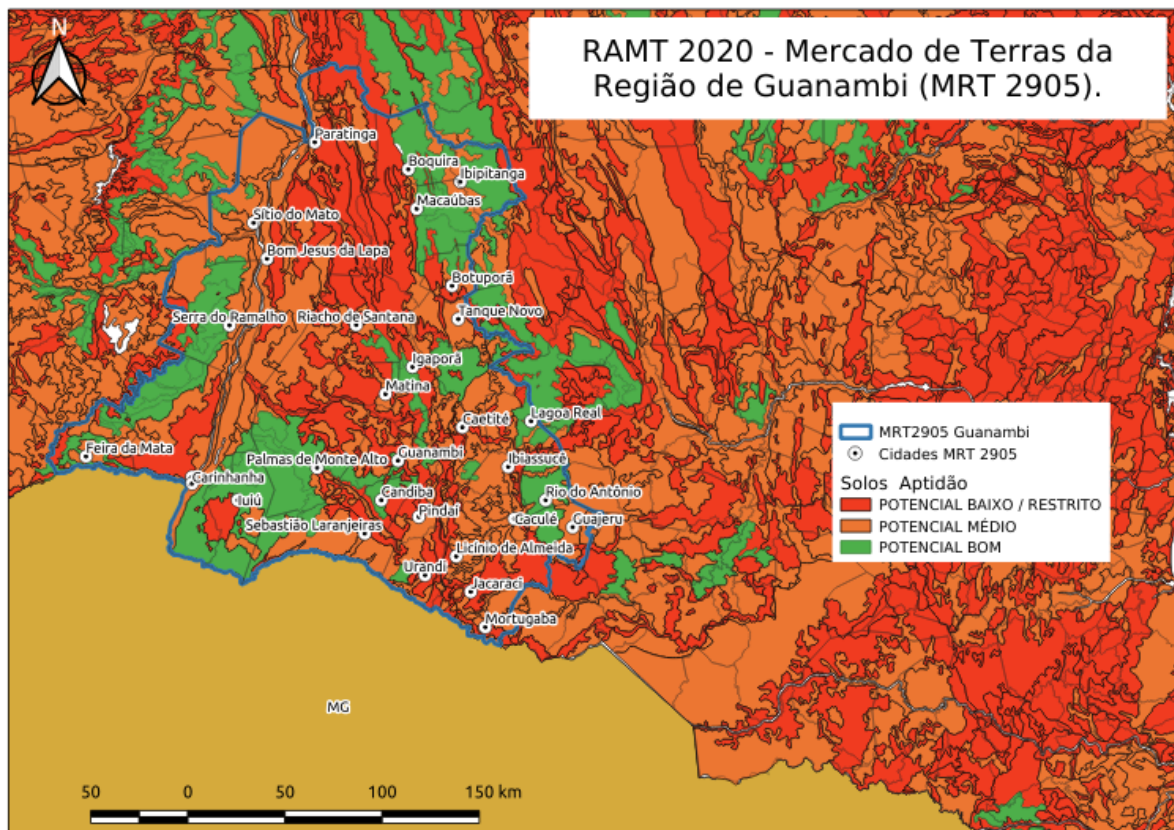 RAMT 2020 - Mercado de Terras da
Região de Guanambi (MRT 2905).
N
Paratinga
Boquira
Ibipitanga
Macaúbas
Sítio do Mato
Bom Jesus da Lapa
Botuporã
Serra do Ramalho
Riacho de Santana
Tanque Novo
Igaporã
Matina
Caetité
Lagoa Real
Feira da Mata
Palmas de Monte Alto
Guanambi
Ibiassucê
Carinhanha
Iuiú
Candiba
Rio do Antônio
Pindaí
Caculé
Guajeru
Sebastião Laranjeiras
Licínio de Almeida
Urandi
Jacaraci
Mortugaba
MRT2905 Guanambi
Cidades MRT 2905
Solos Aptidão
POTENCIAL BAIXO / RESTRITO
POTENCIAL MÉDIO
POTENCIAL BOM
MG
50 0 50 100 150 km